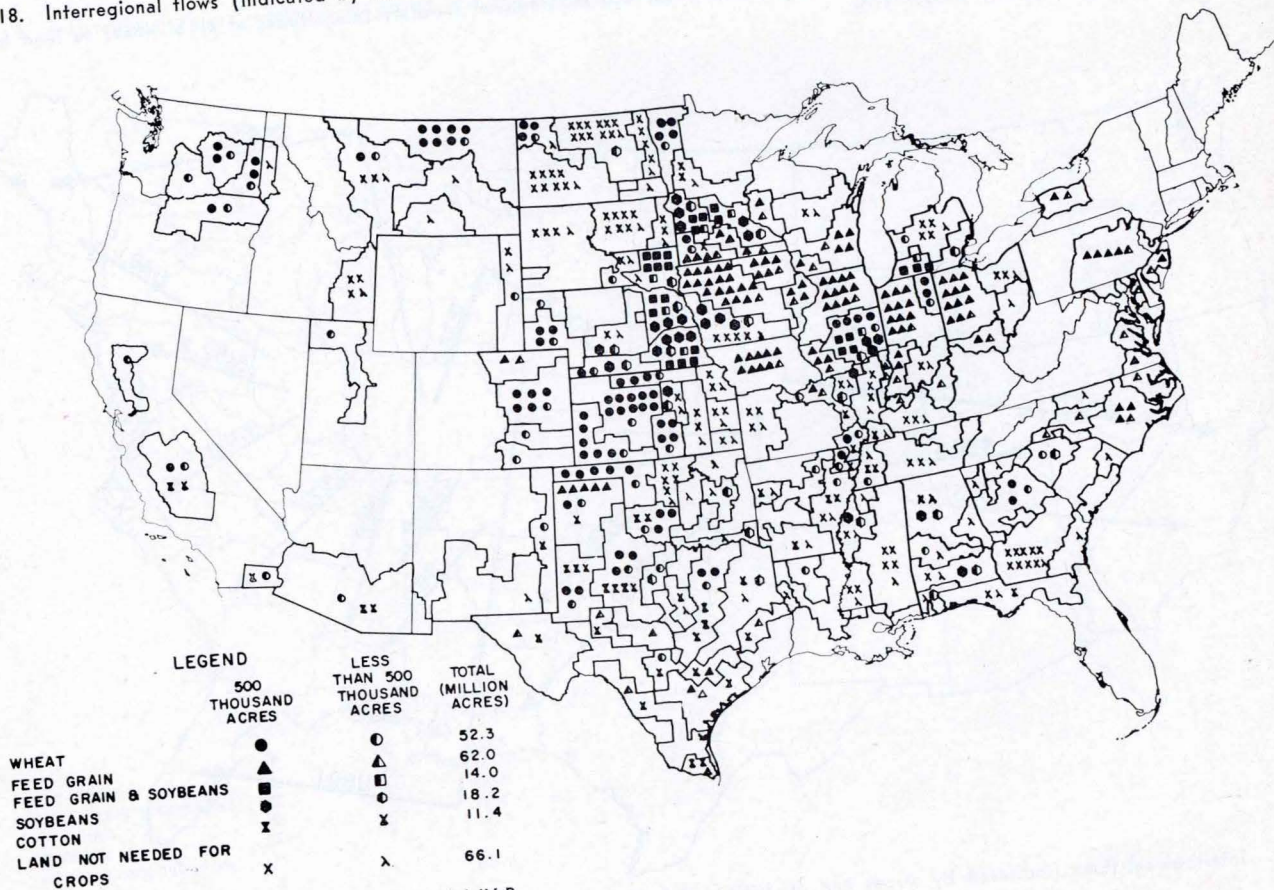 18. Interregional flows (indicated
LEGEND
500 THOUSAND ACRES
LESS THAN 500 THOUSAND ACRES
TOTAL (MILLION ACRES)
WHEAT 52.3
FEED GRAIN 62.0
FEED GRAIN & SOYBEANS 14.0
SOYBEANS 18.2
COTTON 11.4
LAND NOT NEEDED FOR CROPS X λ 66.1